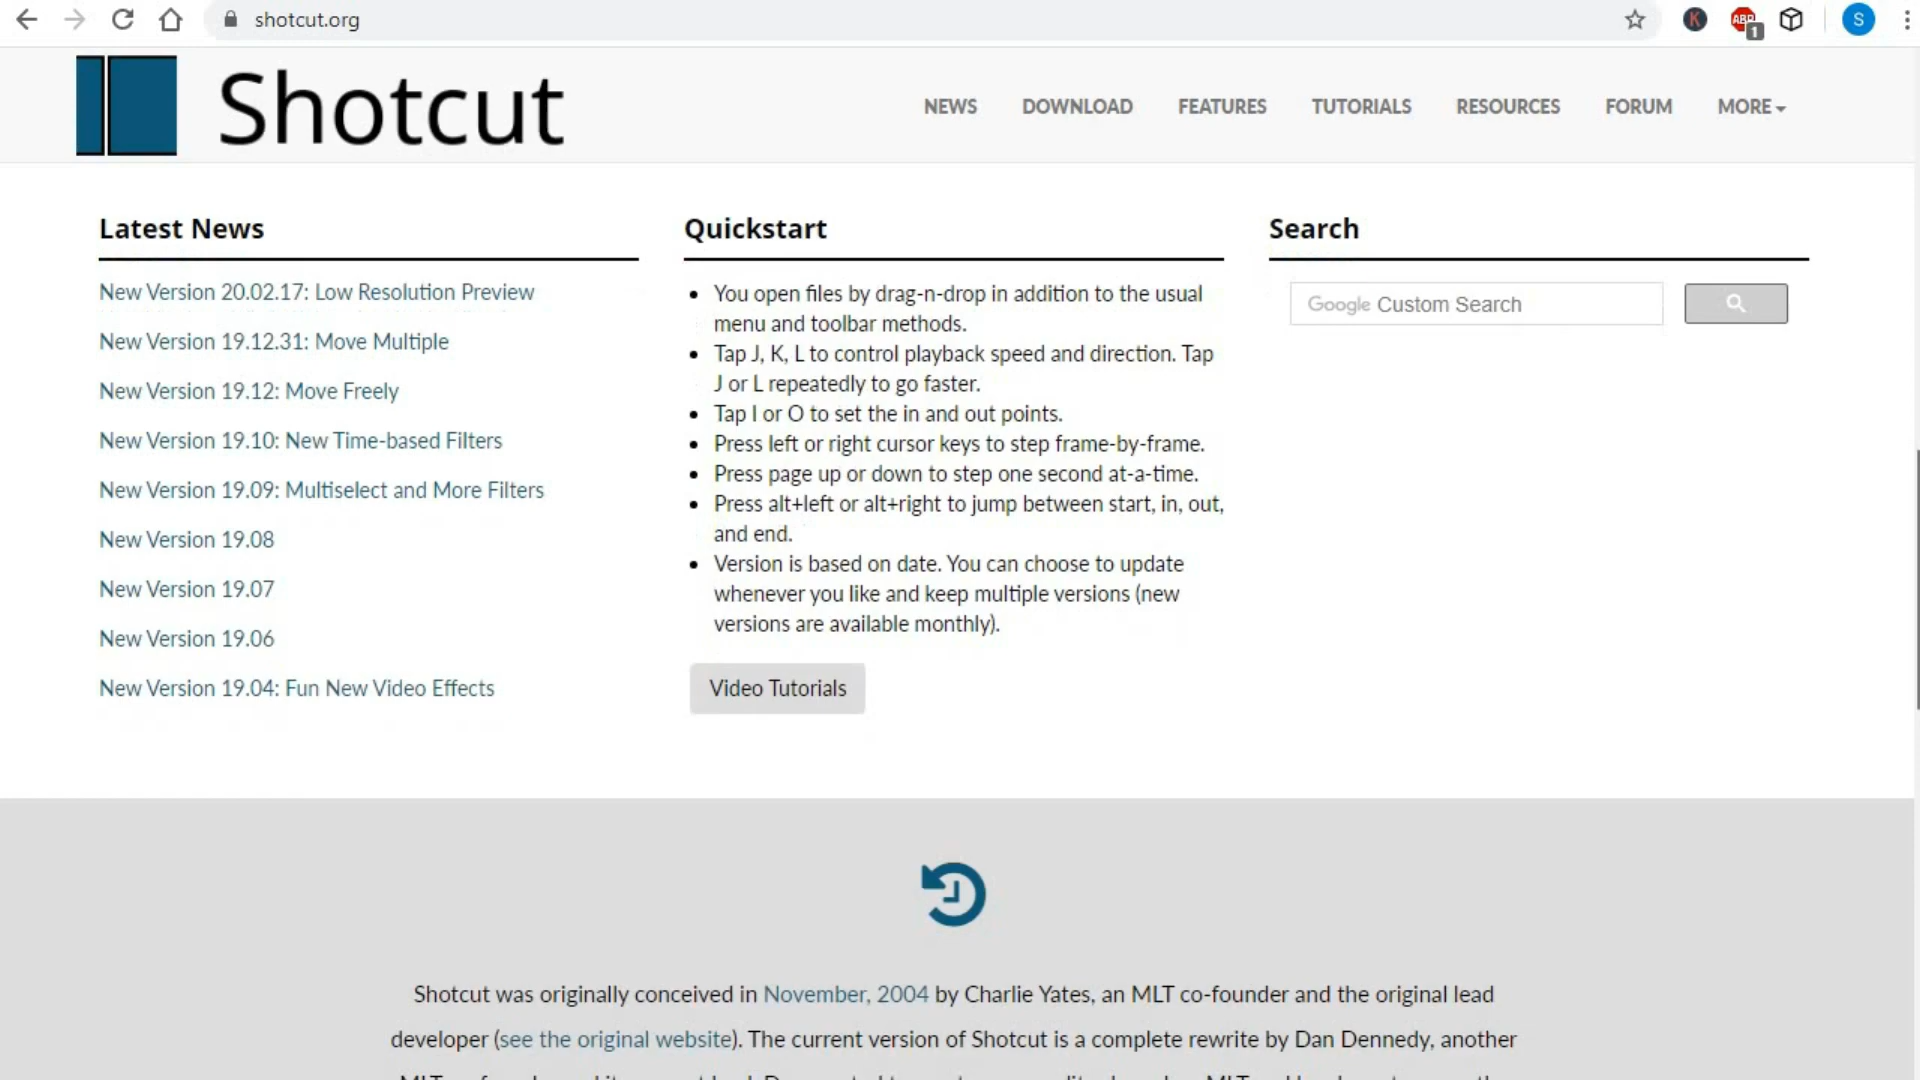 shotcut.org
K
ABP
1
S
Shotcut
NEWS
DOWNLOAD
FEATURES
TUTORIALS
RESOURCES
FORUM
MORE
Latest News
New Version 20.02.17: Low Resolution Preview
New Version 19.12.31: Move Multiple
New Version 19.12: Move Freely
New Version 19.10: New Time-based Filters
New Version 19.09: Multiselect and More Filters
New Version 19.08
New Version 19.07
New Version 19.06
New Version 19.04: Fun New Video Effects
Quickstart
You open files by drag-n-drop in addition to the usual
menu and toolbar methods.
Tap J, K, L to control playback speed and direction. Tap
J or L repeatedly to go faster.
Tap I or O to set the in and out points.
Press left or right cursor keys to step frame-by-frame.
Press page up or down to step one second at-a-time.
Press alt+left or alt+right to jump between start, in, out,
and end.
Version is based on date. You can choose to update
whenever you like and keep multiple versions (new
versions are available monthly).
Video Tutorials
Search
Google Custom Search
Shotcut was originally conceived in November, 2004 by Charlie Yates, an MLT co-founder and the original lead
developer (see the original website). The current version of Shotcut is a complete rewrite by Dan Dennedy, another